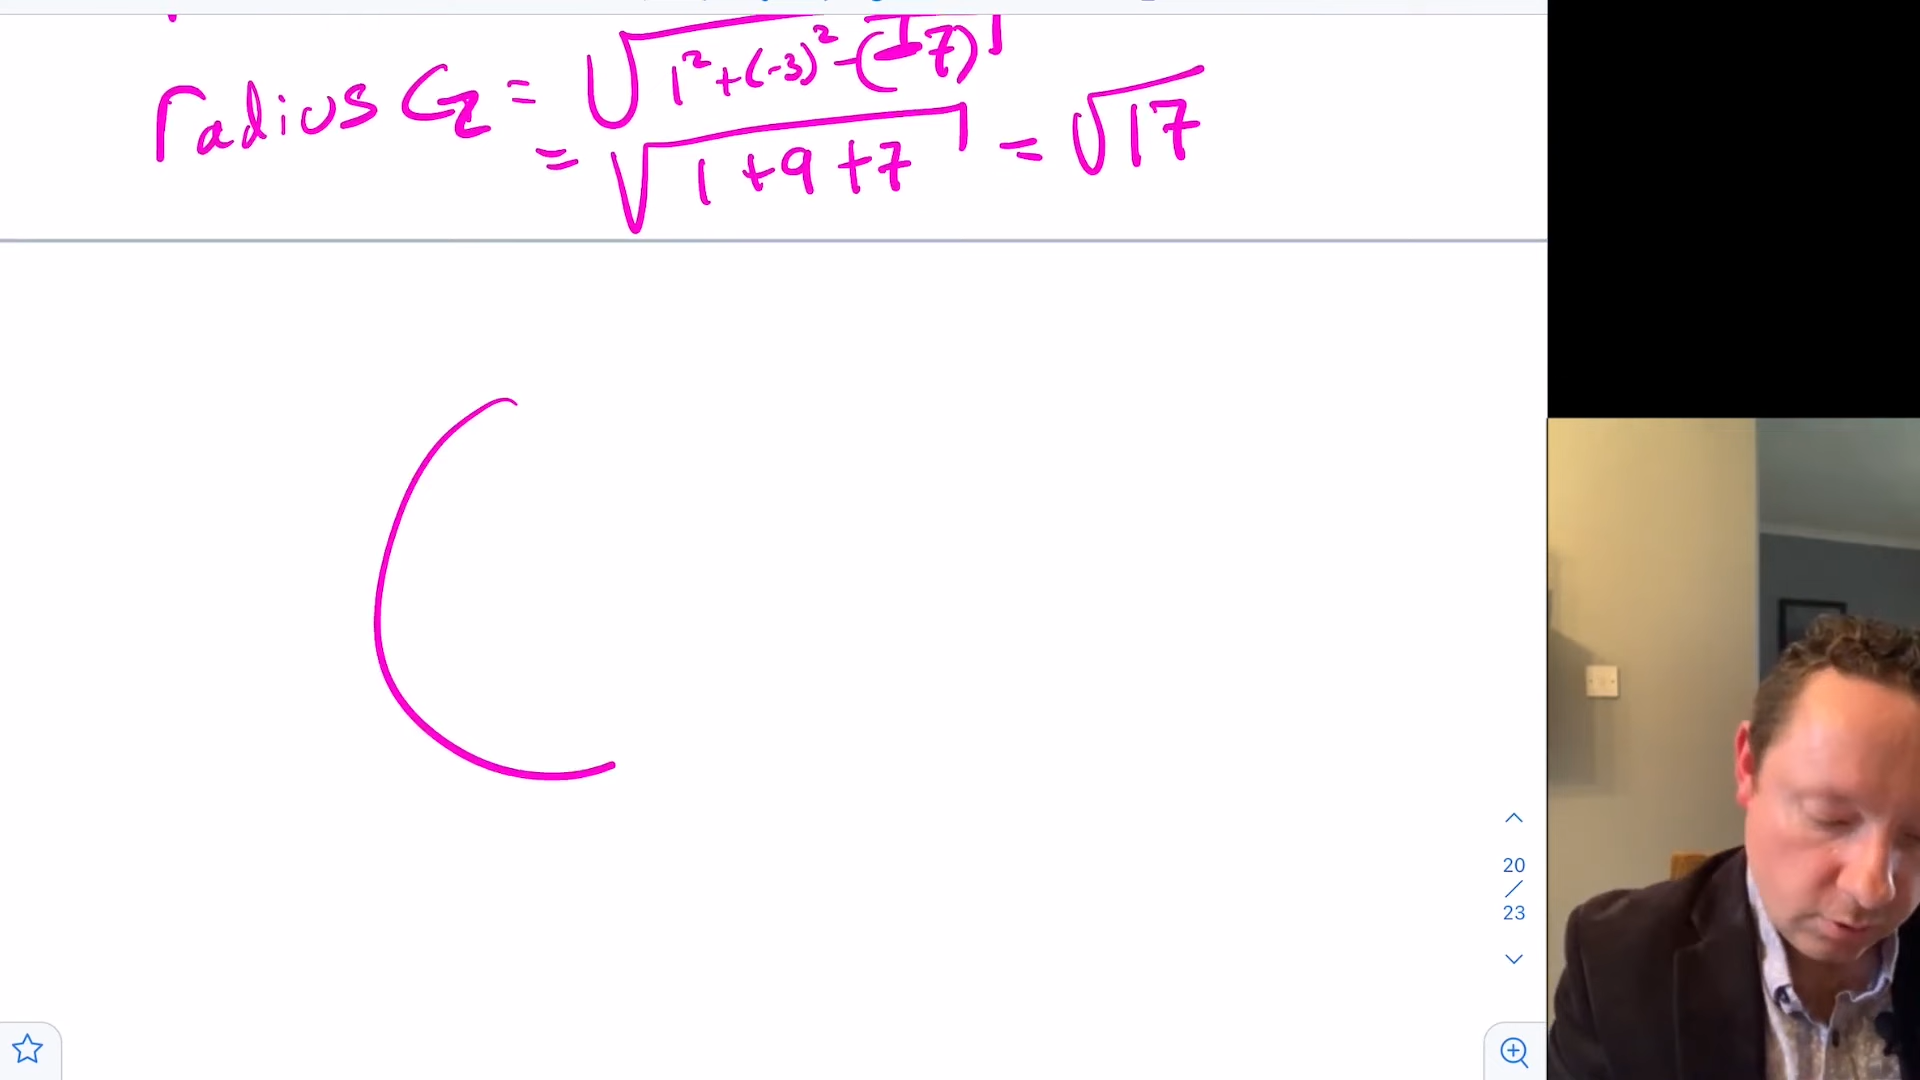 radius C₂ = √1²+(-3)²-(-7)
= √1+9+7 = √17
20
/
23